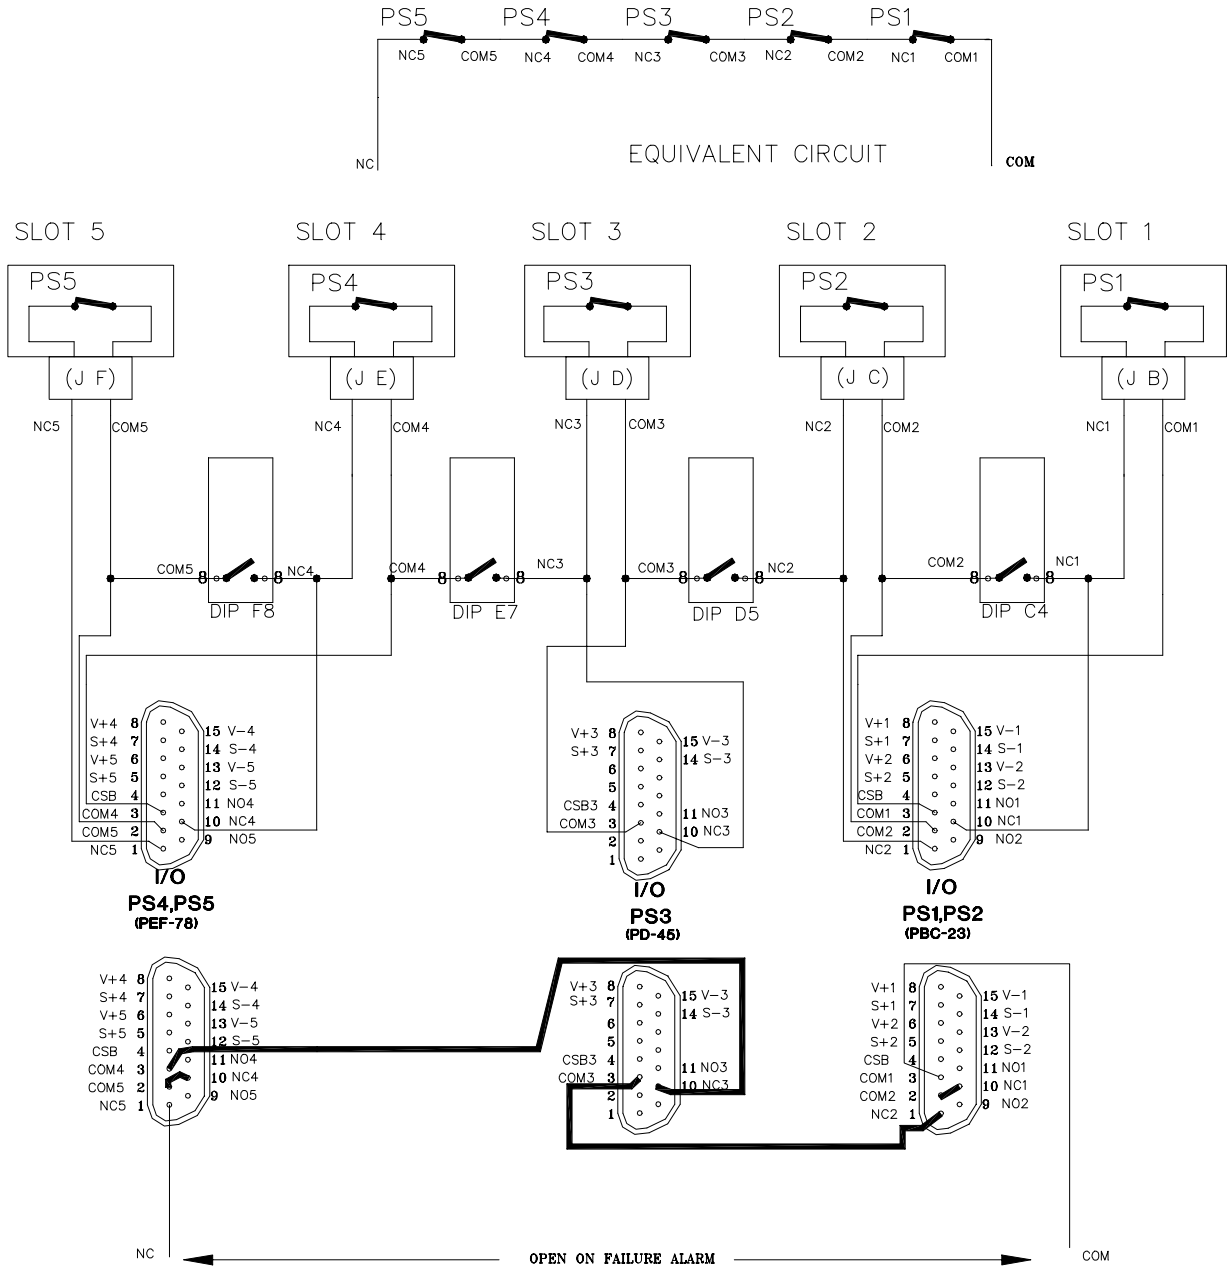 PS5 PS4 PS3 PS2 PS1
NC5 COM5 NC4 COM4 NC3 COM3 NC2 COM2 NC1 COM1
NC EQUIVALENT CIRCUIT COM
SLOT 5 SLOT 4 SLOT 3 SLOT 2 SLOT 1
PS5 PS4 PS3 PS2 PS1
(J F) (J E) (J D) (J C) (J B)
NC5 COM5 NC4 COM4 NC3 COM3 NC2 COM2 NC1 COM1
COM5 8 8 NC4 COM4 8 8 NC3 COM3 8 8 NC2 COM2 8 8 NC1
DIP F8 DIP E7 DIP D5 DIP C4
V+4 8
S+4 7
V+5 6
S+5 5
CSB 4
COM4 3
COM5 2
NC5 1
15 V-4
14 S-4
13 V-5
12 S-5
11 NO4
10 NC4
9 NO5
I/O
PS4,PS5
(PEF-78)
V+3 8
S+3 7
6
5
CSB3 4
COM3 3
2
1
15 V-3
14 S-3
11 NO3
10 NC3
I/O
PS3
(PD-45)
V+1 8
S+1 7
V+2 6
S+2 5
CSB 4
COM1 3
COM2 2
NC2 1
15 V-1
14 S-1
13 V-2
12 S-2
11 NO1
10 NC1
9 NO2
I/O
PS1,PS2
(PBC-23)
V+4 8
S+4 7
V+5 6
S+5 5
CSB 4
COM4 3
COM5 2
NC5 1
15 V-4
14 S-4
13 V-5
12 S-5
11 NO4
10 NC4
9 NO5
V+3 8
S+3 7
6
5
CSB3 4
COM3 3
2
1
15 V-3
14 S-3
11 NO3
10 NC3
V+1 8
S+1 7
V+2 6
S+2 5
CSB 4
COM1 3
COM2 2
NC2 1
15 V-1
14 S-1
13 V-2
12 S-2
11 NO1
10 NC1
9 NO2
NC OPEN ON FAILURE ALARM COM